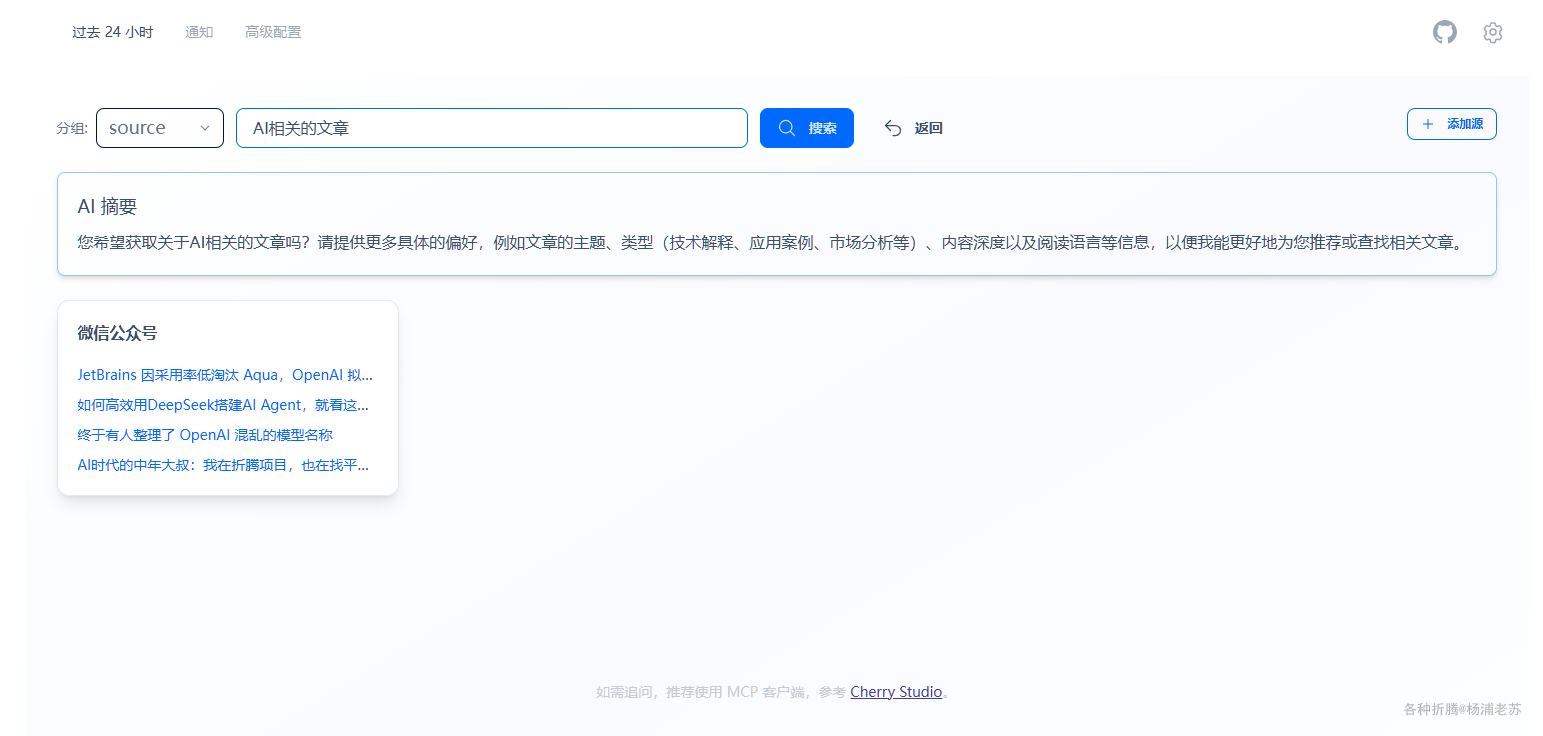 过去 24 小时 通知 高级配置
分组: source AI相关的文章 搜索 返回 添加源
AI 摘要
您希望获取关于AI相关的文章吗？请提供更多具体的偏好，例如文章的主题、类型（技术解释、应用案例、市场分析等）、内容深度以及阅读语言等信息，以便我能更好地为您推荐或查找相关文章。
微信公众号
JetBrains 因采用率低淘汰 Aqua，OpenAI 拟...
如何高效用DeepSeek搭建AI Agent，就看这...
终于有人整理了 OpenAI 混乱的模型名称
AI时代的中年大叔：我在折腾项目，也在找平...
如需追问，推荐使用 MCP 客户端，参考 Cherry Studio。
各种折腾@杨浦老苏